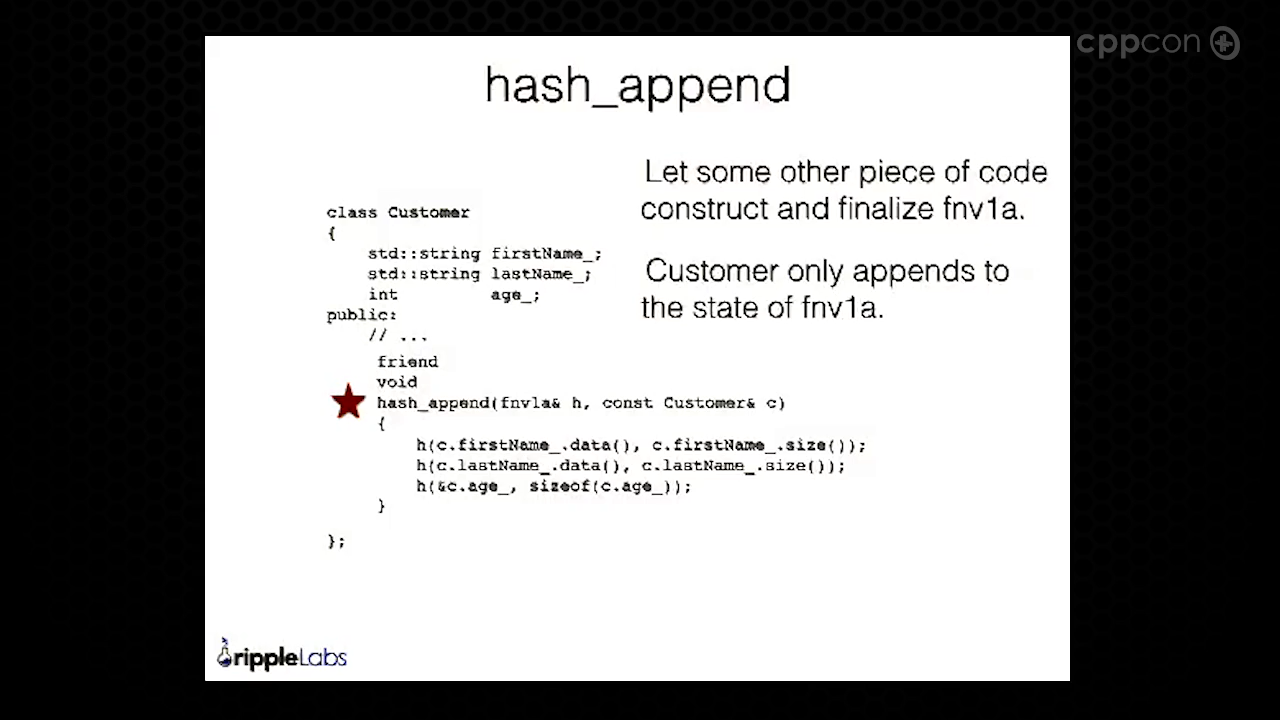 cppcon
hash_append
Let some other piece of code
construct and finalize fnv1a.
Customer only appends to
the state of fnv1a.
class Customer
{
std::string firstName_;
std::string lastName_;
int age_;
public:
// ...
friend
void
hash_append(fnv1a& h, const Customer& c)
{
h(c.firstName_.data(), c.firstName_.size());
h(c.lastName_.data(), c.lastName_.size());
h(&c.age_, sizeof(c.age_));
}
};
rippleLabs